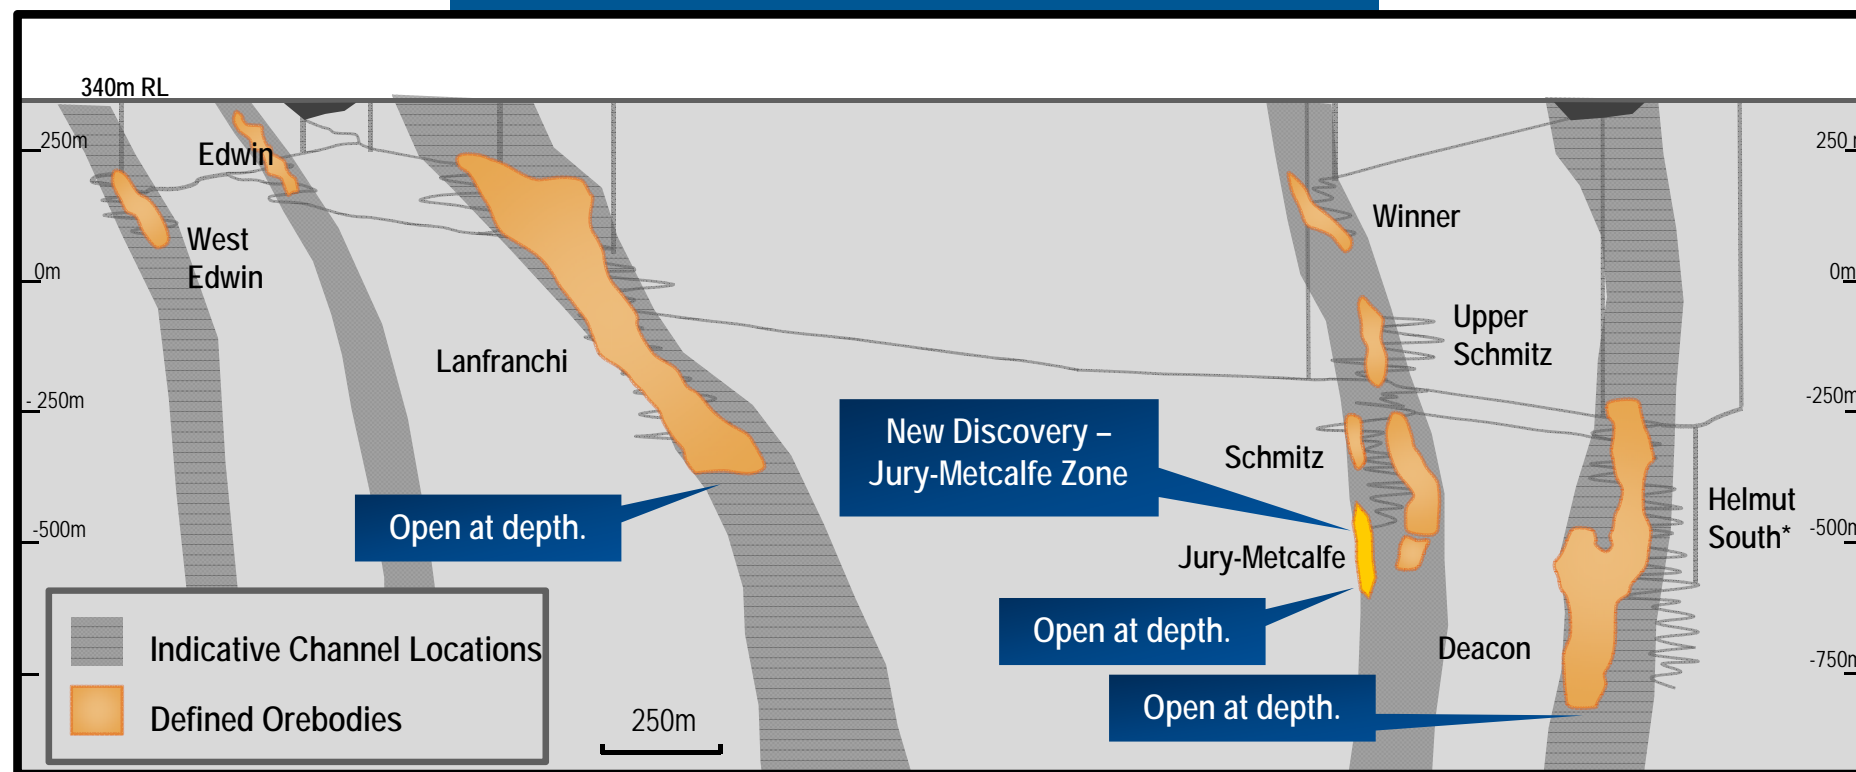 340m RL
250m
Edwin
250 m
West
Edwin
Winner
0m
0m
Upper
Schmitz
Lanfranchi
- 250m
-250m
New Discovery –
Jury-Metcalfe Zone
Schmitz
Open at depth.
-500m
Helmut
South*
-500m
Jury-Metcalfe
Open at depth.
Indicative Channel Locations
Deacon
-750m
Open at depth.
Defined Orebodies
250m